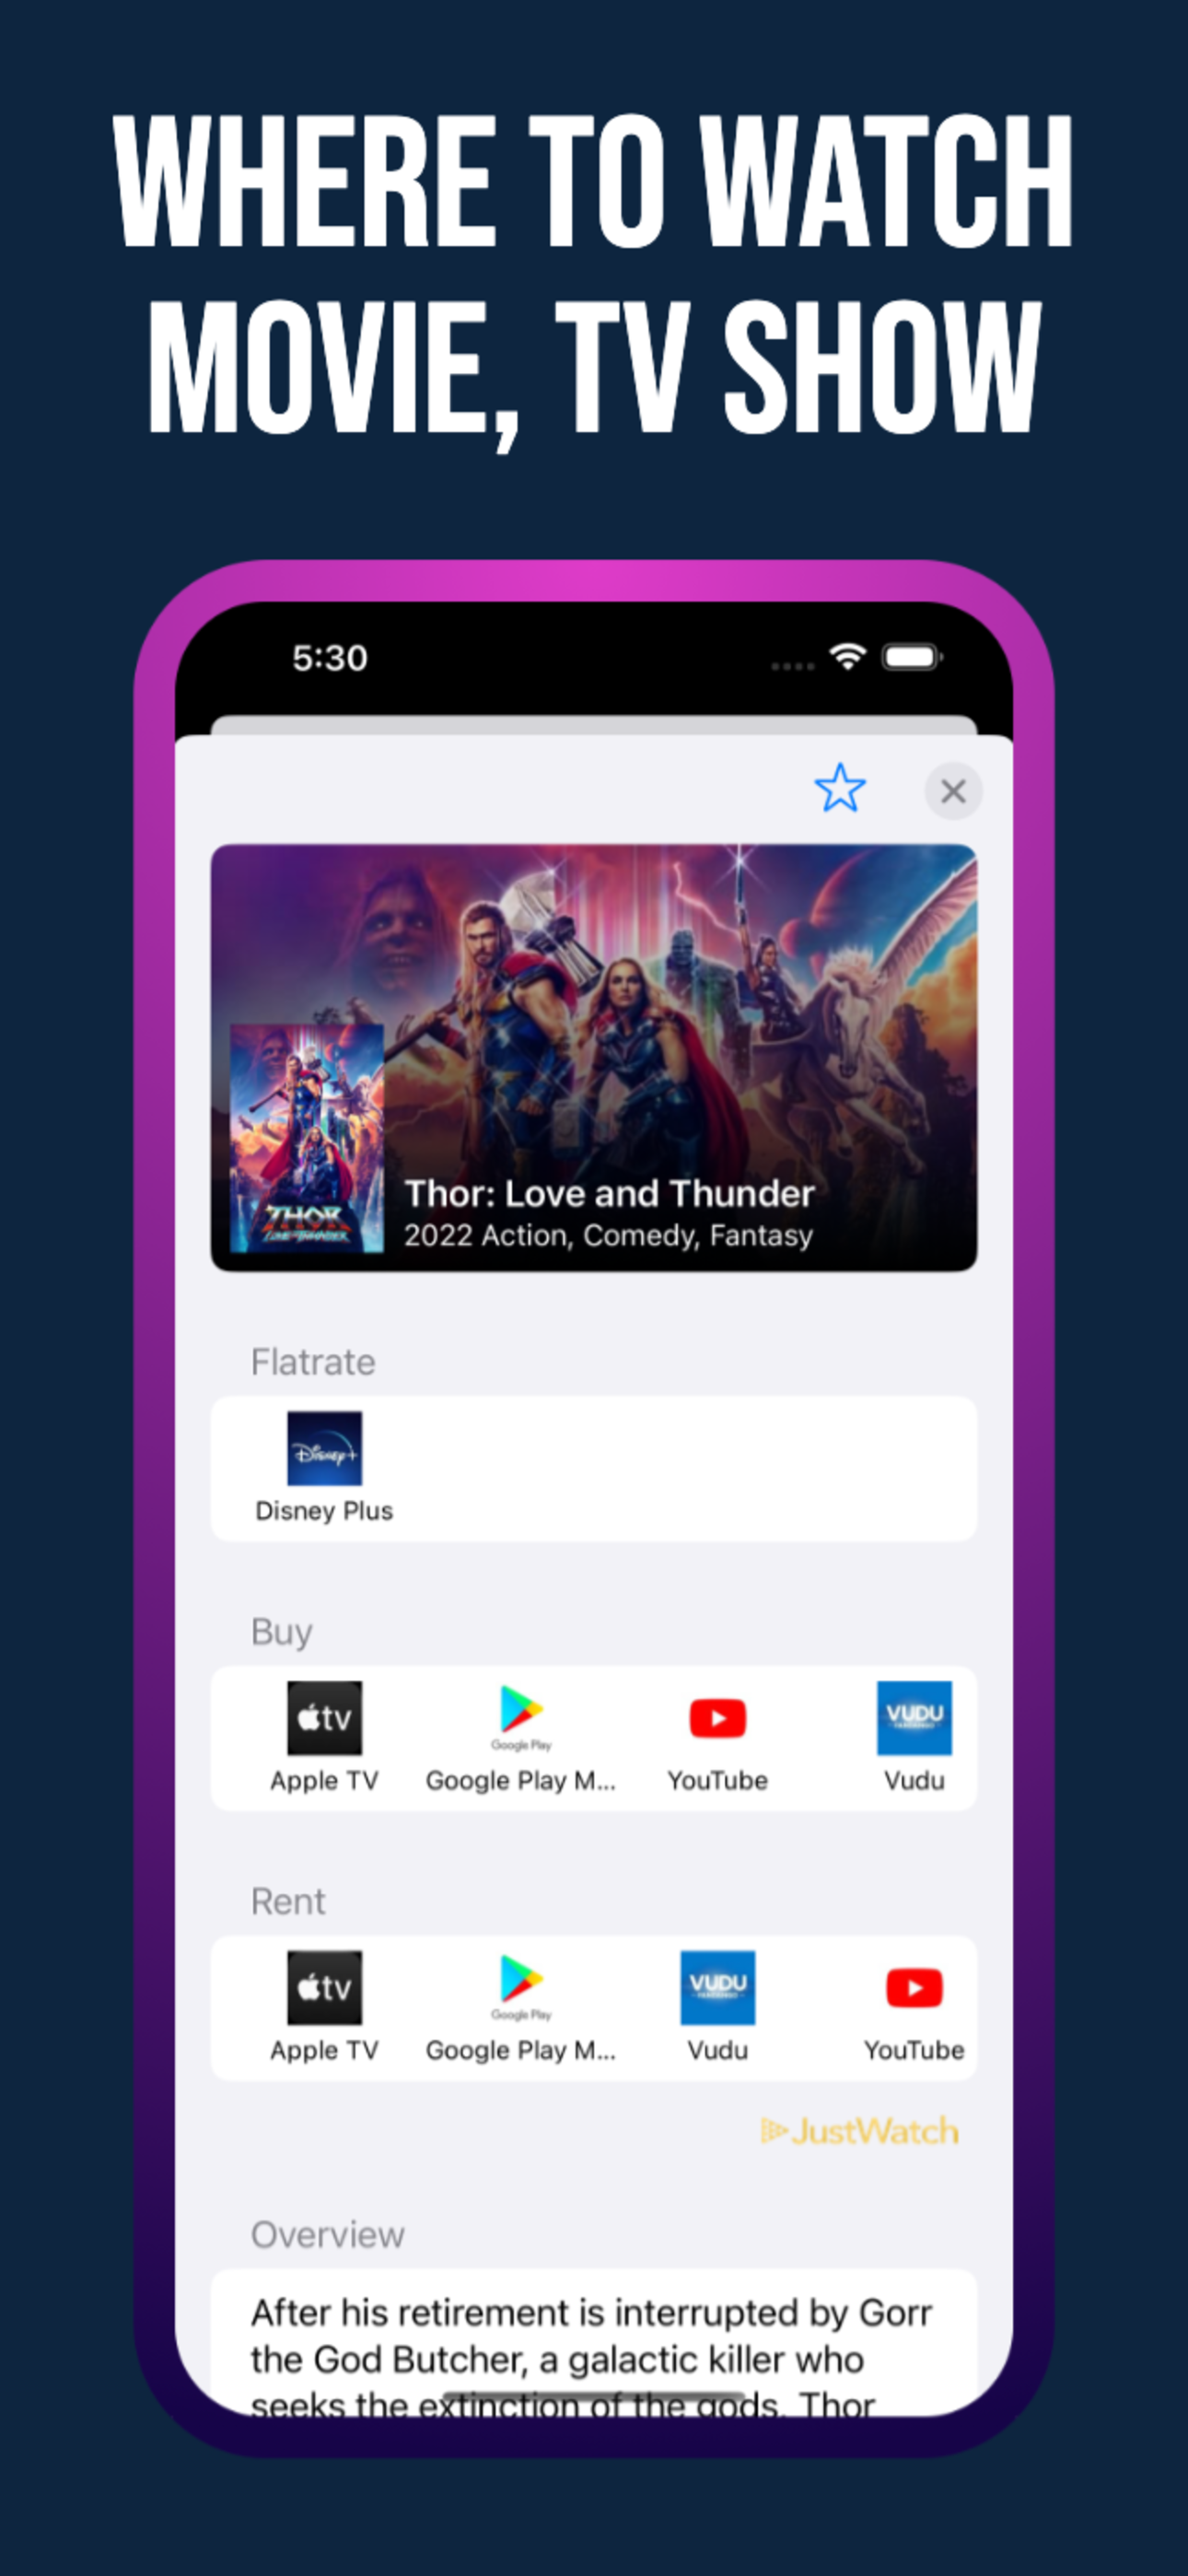 WHERE TO WATCH
MOVIE, TV SHOW
5:30
THOR
LOVE AND THUNDER
Thor: Love and Thunder
2022 Action, Comedy, Fantasy
Flatrate
Disney+
Disney Plus
Buy
tv
Google Play
VUDU
FANDANGO
Apple TV
Google Play M...
YouTube
Vudu
Rent
tv
Google Play
VUDU
FANDANGO
Apple TV
Google Play M...
Vudu
YouTube
JustWatch
Overview
After his retirement is interrupted by Gorr
the God Butcher, a galactic killer who
seeks the extinction of the gods, Thor